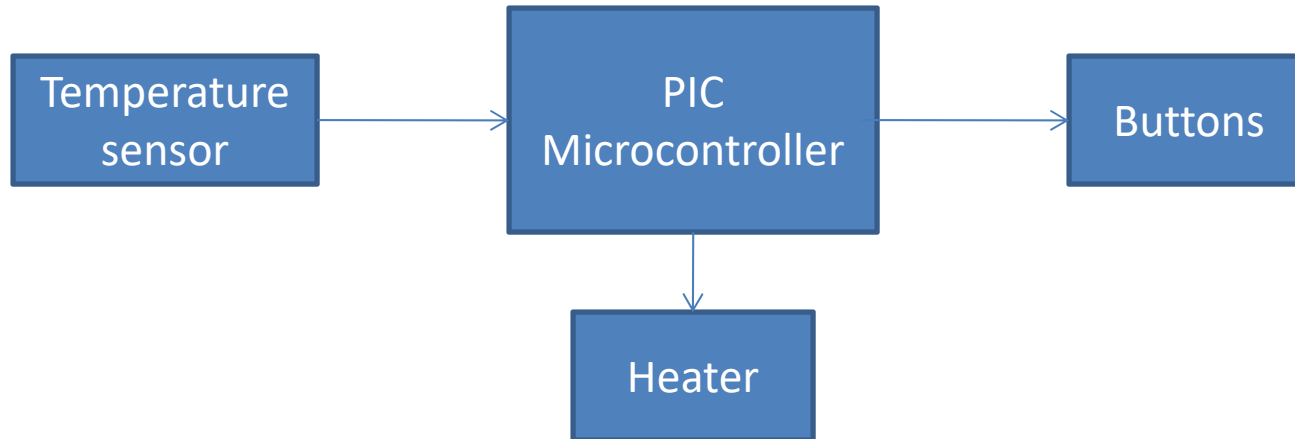 Temperature
sensor
PIC
Microcontroller
Buttons
Heater